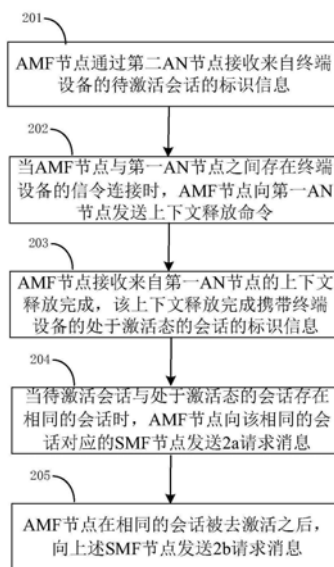 201
AMF节点通过第二AN节点接收来自终端
设备的待激活会话的标识信息
202
当AMF节点与第一AN节点之间存在终端
设备的信令连接时，AMF节点向第一AN
节点发送上下文释放命令
203
AMF节点接收来自第一AN节点的上下文
释放完成，该上下文释放完成携带终端
设备的处于激活态的会话的标识信息
204
当待激活会话与处于激活态的会话存在
相同的会话时，AMF节点向该相同的会
话对应的SMF节点发送2a请求消息
205
AMF节点在相同的会话被去激活之后，
向上述SMF节点发送2b请求消息